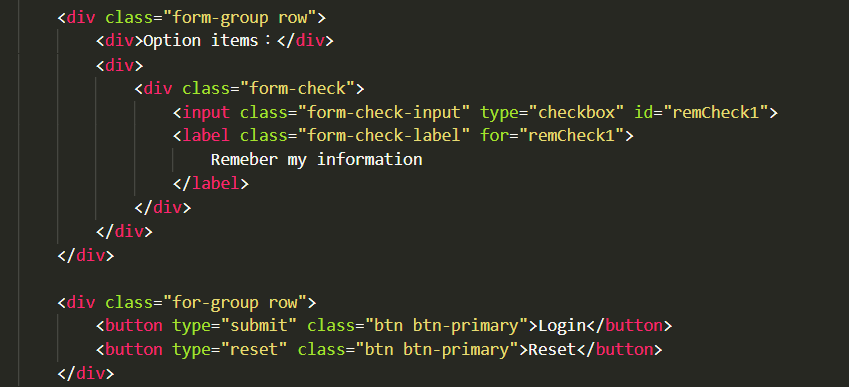 <div class="form-group row">
<div>Option items：</div>
<div>
<div class="form-check">
<input class="form-check-input" type="checkbox" id="remCheck1">
<label class="form-check-label" for="remCheck1">
Remeber my information
</label>
</div>
</div>
</div>
<div class="for-group row">
<button type="submit" class="btn btn-primary">Login</button>
<button type="reset" class="btn btn-primary">Reset</button>
</div>